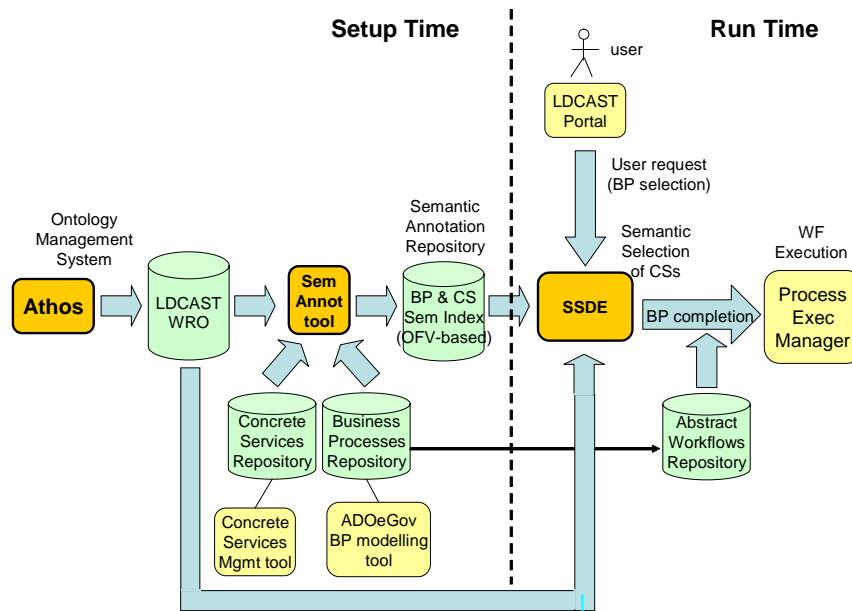 Setup Time
Run Time
user
LDCAST
Portal
User request
(BP selection)
Ontology
Management
System
Semantic
Annotation
Repository
Semantic
Selection
of CSs
WF
Execution
Athos
LDCAST
WRO
Sem
Annot
tool
BP & CS
Sem Index
(OFV-based)
SSDE
BP completion
Process
Exec
Manager
Concrete
Services
Repository
Business
Processes
Repository
Abstract
Workflows
Repository
Concrete
Services
Mgmt tool
ADOeGov
BP modelling
tool